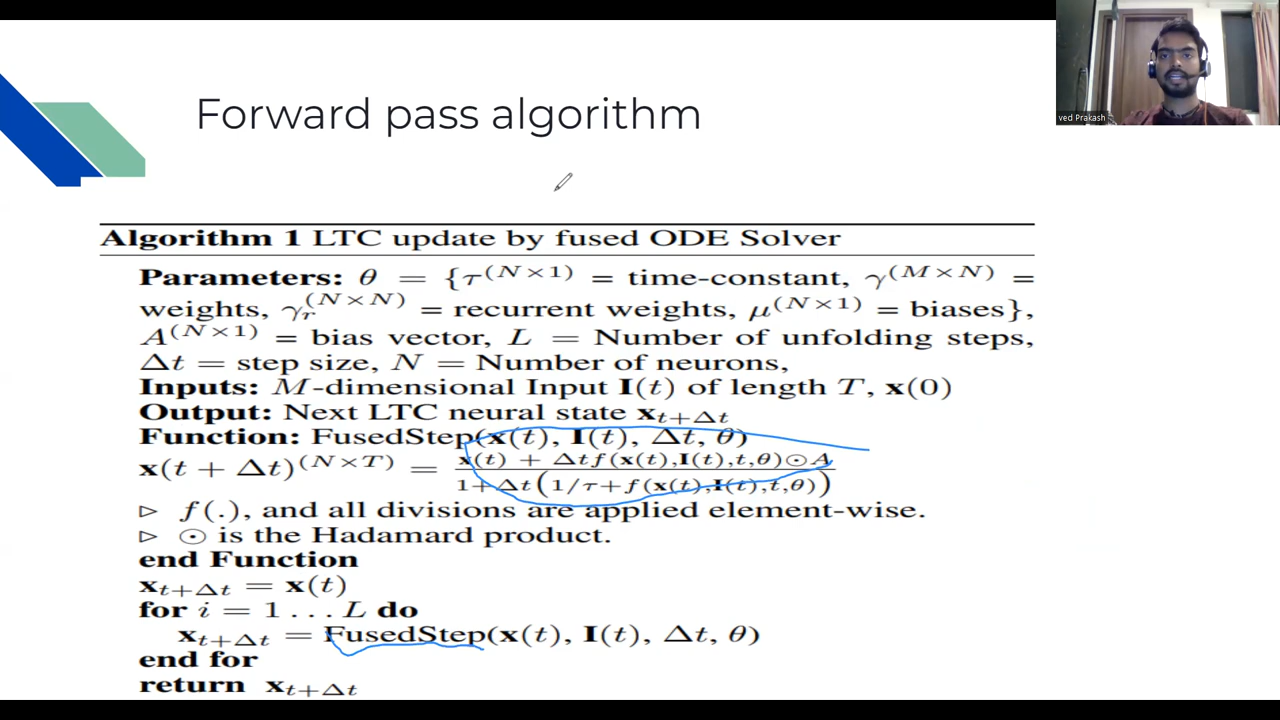 ved Prakash
Forward pass algorithm
Algorithm 1 LTC update by fused ODE Solver
Parameters: θ = {τ^(N×1) = time-constant, γ^(M×N) =
weights, γ_r^(N×N) = recurrent weights, μ^(N×1) = biases},
A^(N×1) = bias vector, L = Number of unfolding steps,
Δt = step size, N = Number of neurons,
Inputs: M-dimensional Input I(t) of length T, x(0)
Output: Next LTC neural state x_{t+Δt}
Function: FusedStep(x(t), I(t), Δt, θ)
x(t + Δt)^(N×T) = \frac{x(t) + Δtf(x(t),I(t),t,θ)⊙A}{1+Δt(1/τ+f(x(t),I(t),t,θ))}
▷ f(.), and all divisions are applied element-wise.
▷ ⊙ is the Hadamard product.
end Function
x_{t+Δt} = x(t)
for i = 1 . . . L do
x_{t+Δt} = FusedStep(x(t), I(t), Δt, θ)
end for
return x_{t+Δt}